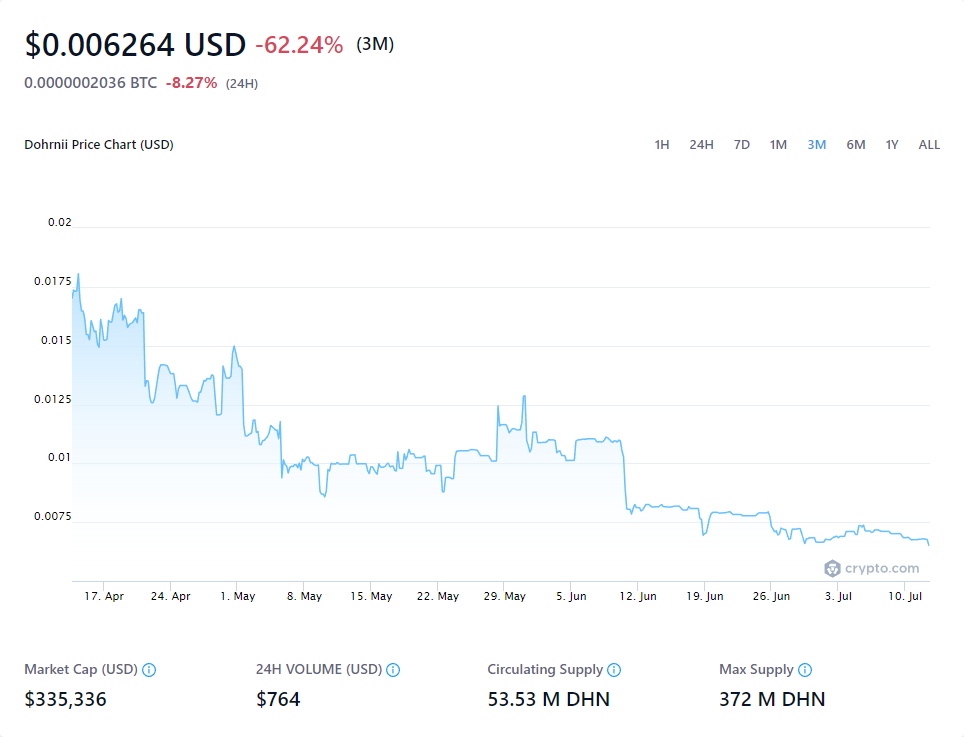 $0.006264 USD -62.24% (3M)
0.0000002036 BTC -8.27% (24H)
Dohrnii Price Chart (USD) 1H 24H 7D 1M 3M 6M 1Y ALL
0.02
0.0175
0.015
0.0125
0.01
0.0075
crypto.com
17. Apr 24. Apr 1. May 8. May 15. May 22. May 29. May 5. Jun 12. Jun 19. Jun 26. Jun 3. Jul 10. Jul
Market Cap (USD) 24H VOLUME (USD) Circulating Supply Max Supply
$335,336 $764 53.53 M DHN 372 M DHN